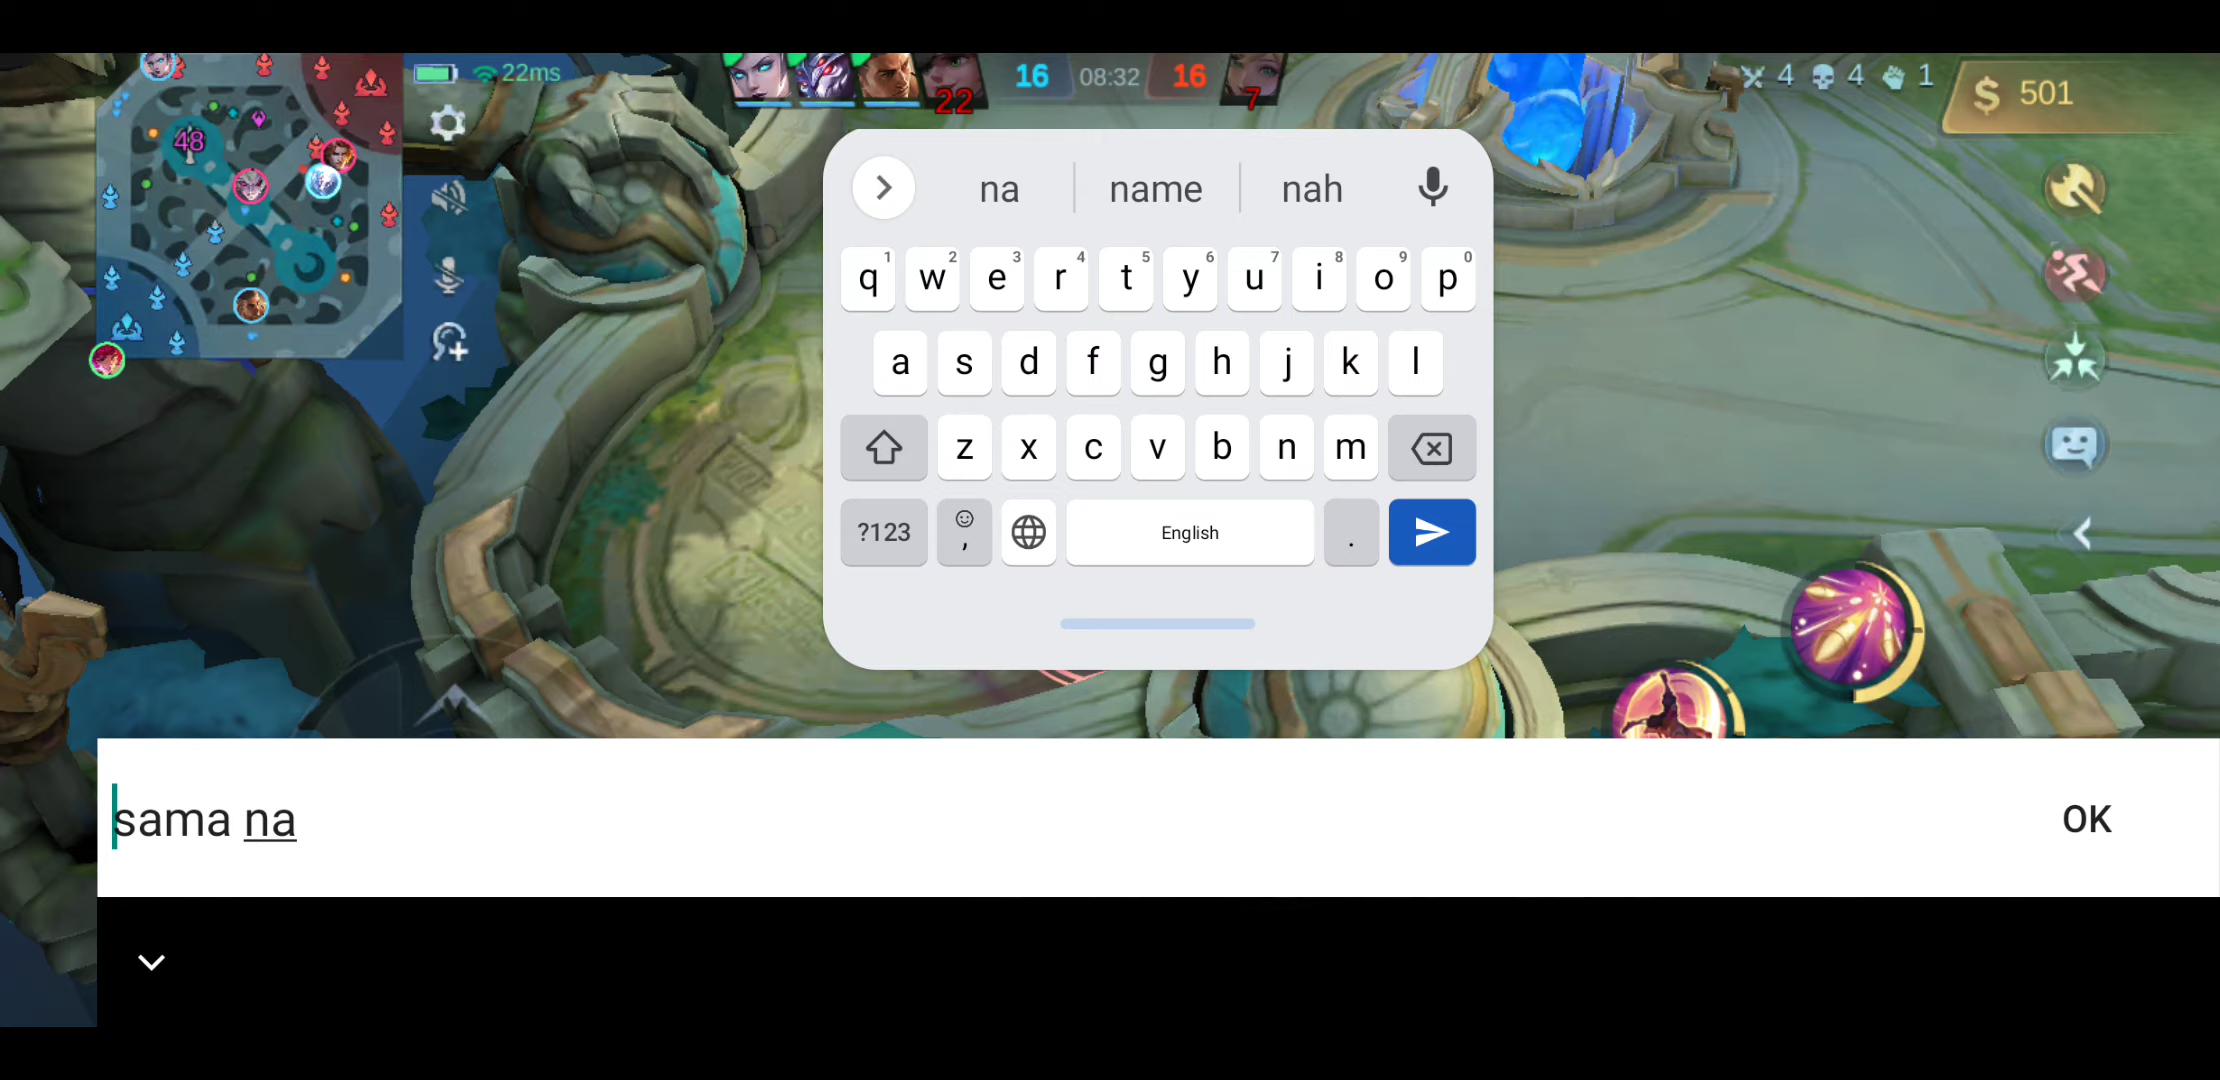 48
22ms
22
16
08:32
16
7
4
4
1
$ 501
na
name
nah
q 1 w 2 e 3 r 4 t 5 y 6 u 7 i 8 o 9 p 0
a s d f g h j k l
z x c v b n m
?123 , English .
sama na
OK